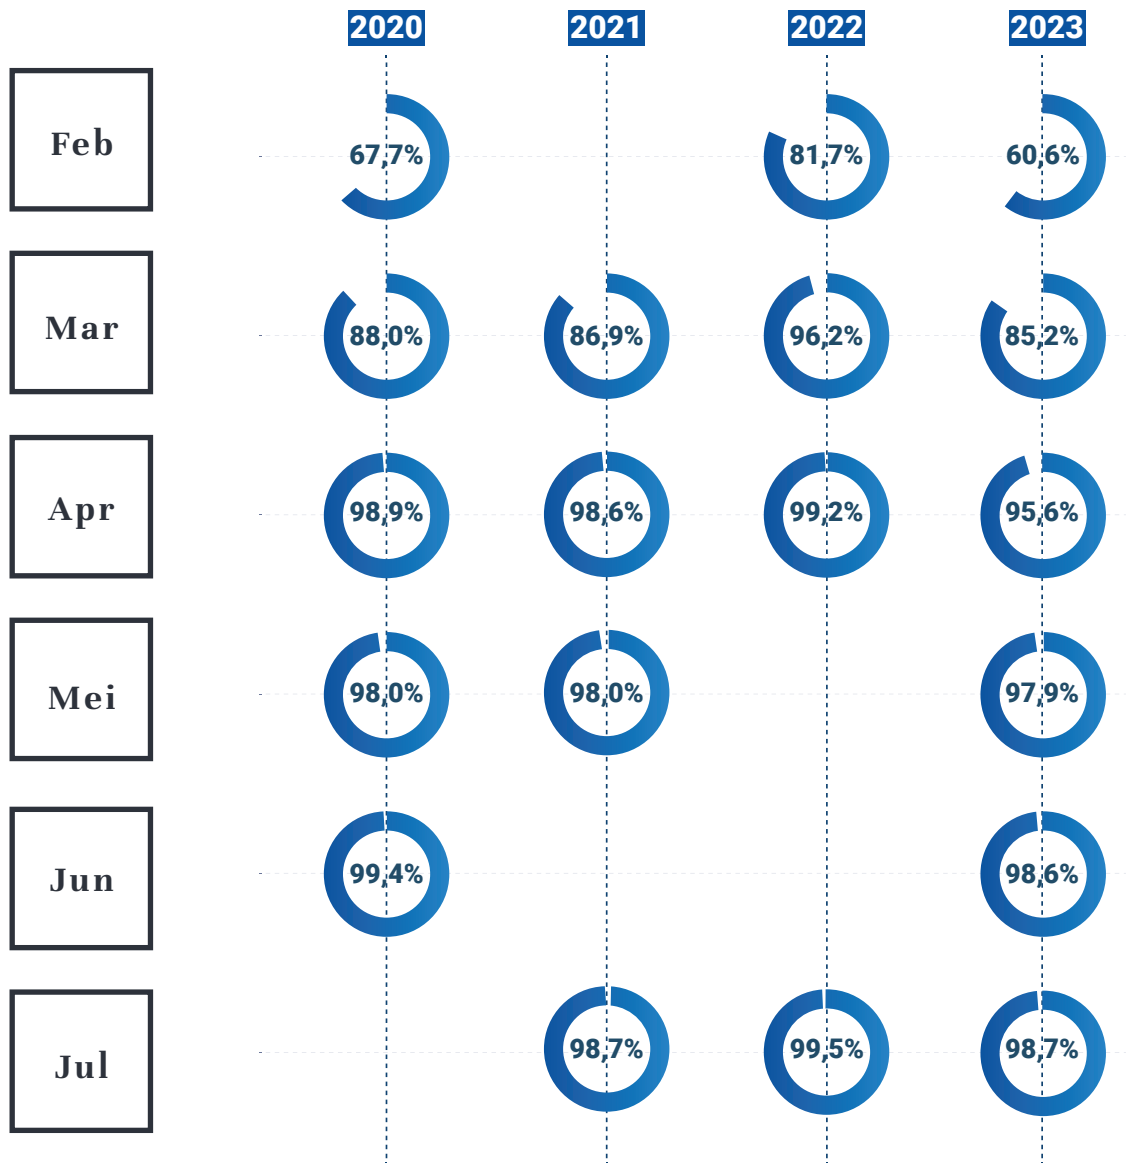 2020 2021 2022 2023
Feb 67,7% 81,7% 60,6%
Mar 88,0% 86,9% 96,2% 85,2%
Apr 98,9% 98,6% 99,2% 95,6%
Mei 98,0% 98,0% 97,9%
Jun 99,4% 98,6%
Jul 98,7% 99,5% 98,7%